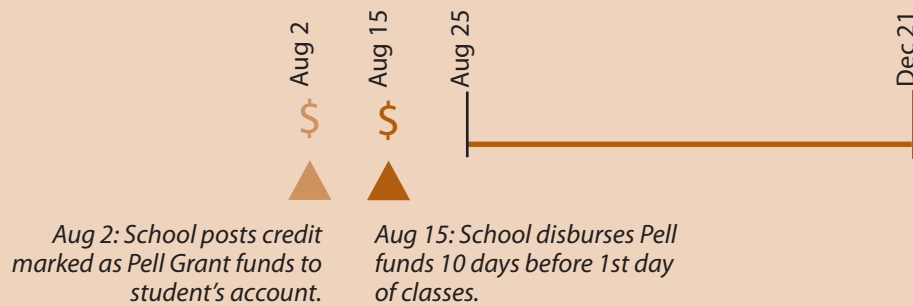 Aug 2
Aug 15
Aug 25
Dec 21
$
$
Aug 2: School posts credit
marked as Pell Grant funds to
student’s account.
Aug 15: School disburses Pell
funds 10 days before 1st day
of classes.